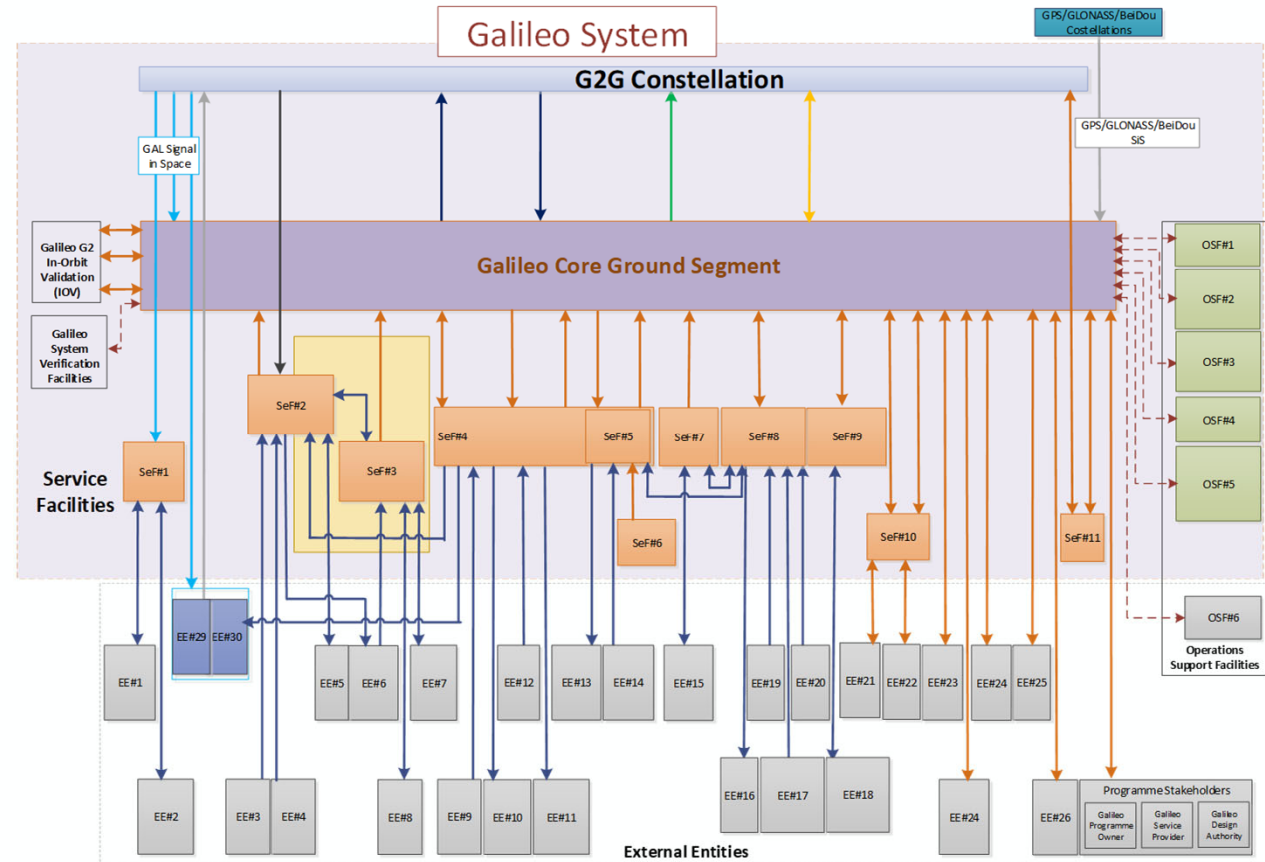 Galileo System
GPS/GLONASS/BeiDou
Costellations
G2G Constellation
GAL Signal
in Space
GPS/GLONASS/BeiDou
SiS
Galileo G2
In-Orbit
Validation
(IOV)
Galileo Core Ground Segment
Galileo
System
Verification
Facilities
OSF#1
OSF#2
OSF#3
OSF#4
OSF#5
OSF#6
Operations
Support Facilities
Service
Facilities
SeF#1
SeF#2
SeF#3
SeF#4
SeF#5
SeF#6
SeF#7
SeF#8
SeF#9
SeF#10
SeF#11
EE#29
EE#30
EE#1
EE#5
EE#6
EE#7
EE#12
EE#13
EE#14
EE#15
EE#19
EE#20
EE#21
EE#22
EE#23
EE#24
EE#25
EE#2
EE#3
EE#4
EE#8
EE#9
EE#10
EE#11
EE#16
EE#17
EE#18
EE#24
EE#26
Programme Stakeholders
Galileo
Programme
Owner
Galileo
Service
Provider
Galileo
Design
Authority
External Entities